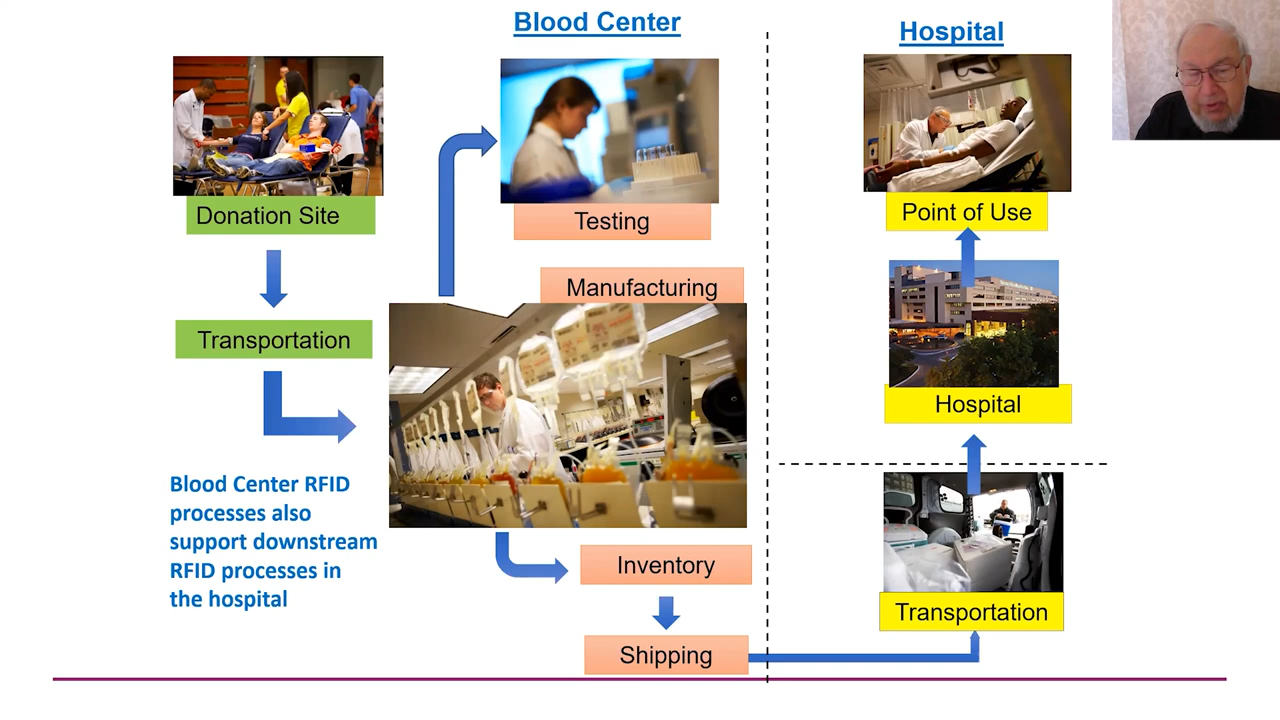 Blood Center
Hospital
Donation Site
Testing
Point of Use
Manufacturing
Transportation
Hospital
Blood Center RFID
processes also
support downstream
RFID processes in
the hospital
Inventory
Transportation
Shipping